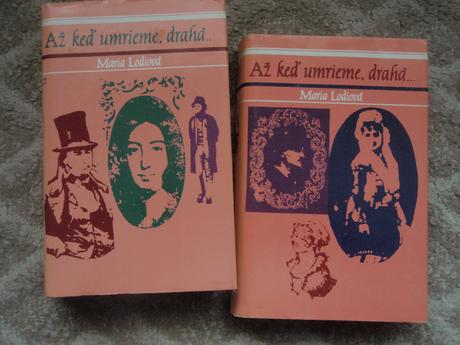 Až keď umrieme, drahá...
Maria Lodiová
Až keď umrieme, drahá...
Maria Lodiová